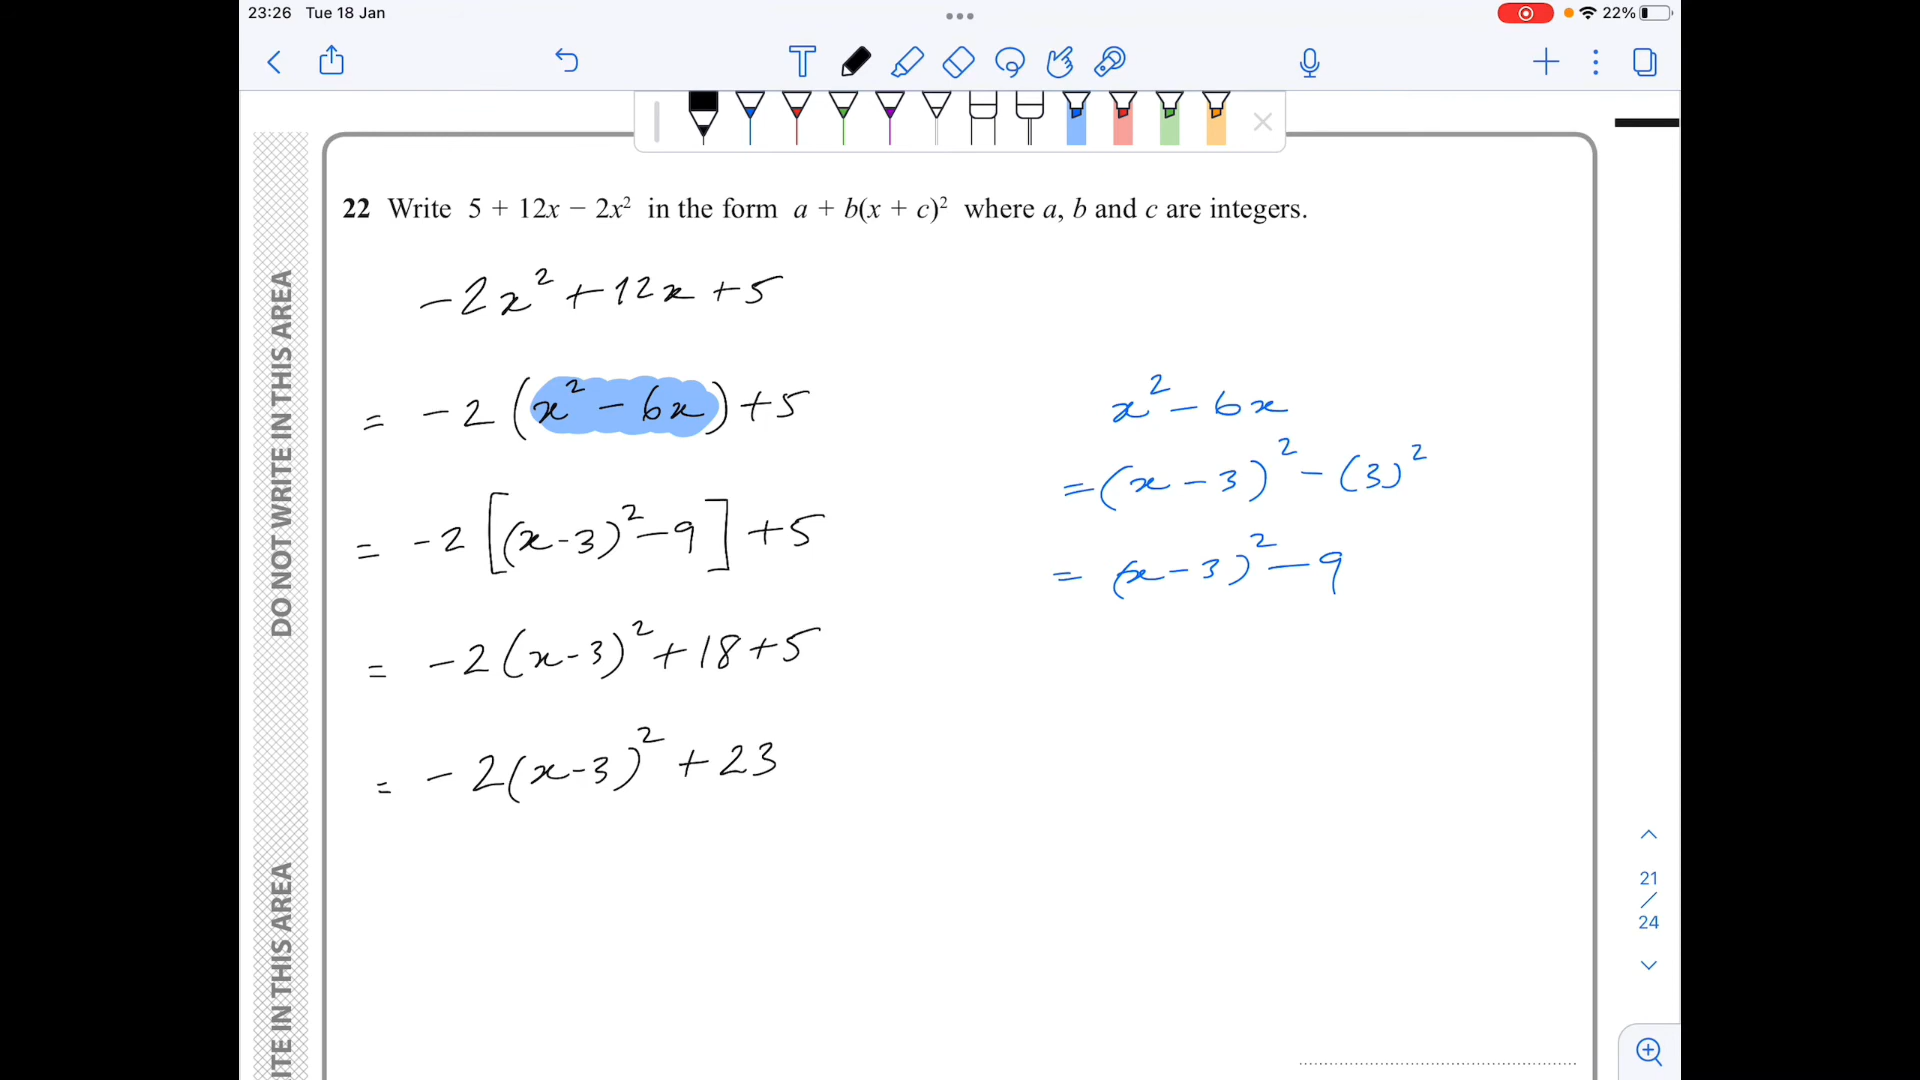 23:26 Tue 18 Jan
22%
22 Write 5 + 12x − 2x² in the form a + b(x + c)² where a, b and c are integers.
-2x² + 12x + 5
= -2(x² - 6x) + 5
x² - 6x
= (x - 3)² - (3)²
= -2[(x-3)² - 9] + 5
= (x - 3)² - 9
= -2(x-3)² + 18 + 5
= -2(x-3)² + 23
DO NOT WRITE IN THIS AREA
ITE IN THIS AREA
21
/
24